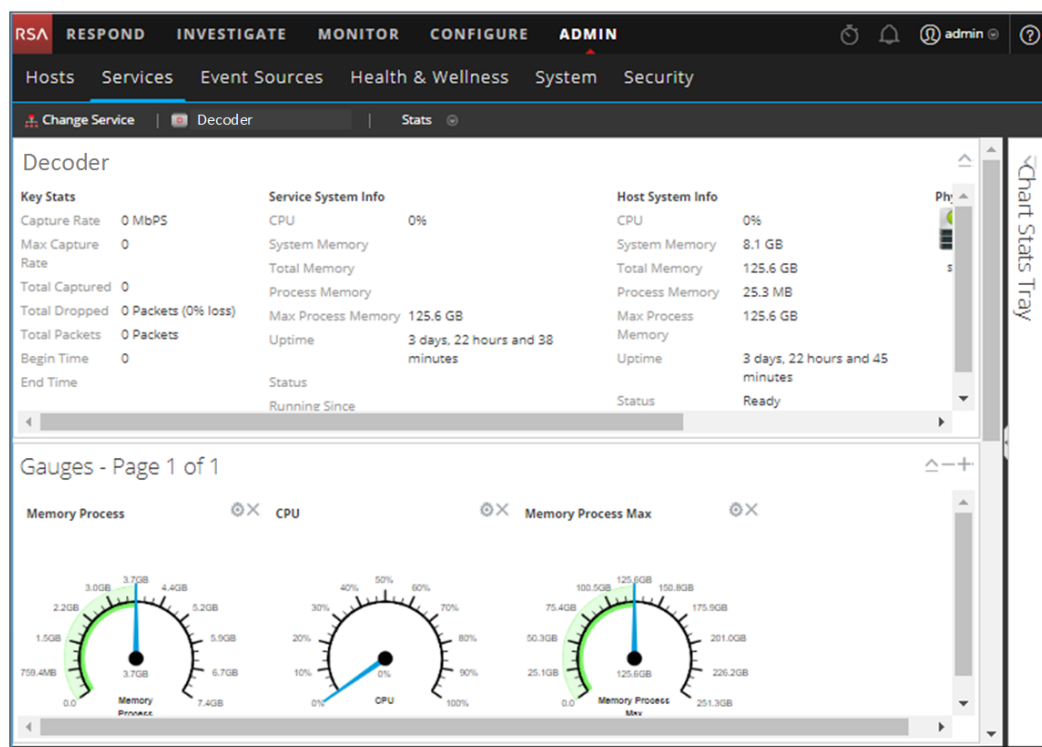 RSA RESPOND INVESTIGATE MONITOR CONFIGURE ADMIN admin
Hosts Services Event Sources Health & Wellness System Security
Change Service | Decoder | Stats
Decoder
Key Stats
Capture Rate 0 MbPS
Max Capture Rate 0
Total Captured 0
Total Dropped 0 Packets (0% loss)
Total Packets 0 Packets
Begin Time 0
End Time
Service System Info
CPU 0%
System Memory
Total Memory
Process Memory
Max Process Memory 125.6 GB
Uptime 3 days, 22 hours and 38
minutes
Status
Running Since
Host System Info
CPU 0%
System Memory 8.1 GB
Total Memory 125.6 GB
Process Memory 25.3 MB
Max Process Memory 125.6 GB
Uptime 3 days, 22 hours and 45
minutes
Status Ready
Chart Stats Tray
Gauges - Page 1 of 1
Memory Process
0.0
759.4MB
1.5GB
2.2GB
3.0GB
3.7GB
4.4GB
5.2GB
5.9GB
6.7GB
7.4GB
3.7GB
Memory
Process
CPU
0%
10%
20%
30%
40%
50%
60%
70%
80%
90%
100%
0%
CPU
Memory Process Max
0.0
25.1GB
50.3GB
75.4GB
100.5GB
125.6GB
150.8GB
175.9GB
201.0GB
226.2GB
251.3GB
125.6GB
Memory Process
Max